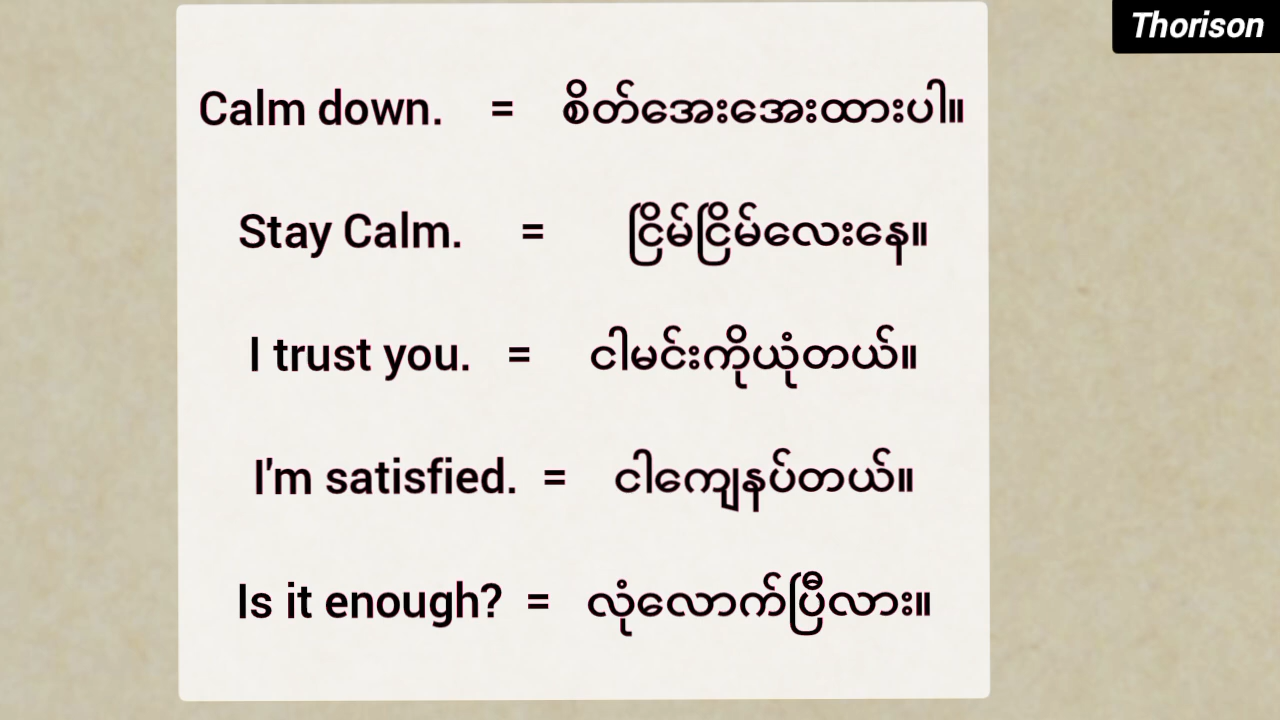 Thorison
Calm down. = စိတ်အေးအေးထားပါ။
Stay Calm. = ငြိမ်ငြိမ်လေးနေ။
I trust you. = ငါမင်းကိုယုံတယ်။
I'm satisfied. = ငါကျေနပ်တယ်။
Is it enough? = လုံလောက်ပြီလား။